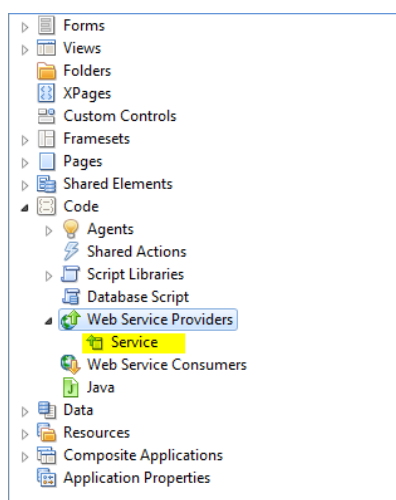 Forms
Views
Folders
XPages
Custom Controls
Framesets
Pages
Shared Elements
Code
Agents
Shared Actions
Script Libraries
Database Script
Web Service Providers
Service
Web Service Consumers
Java
Data
Resources
Composite Applications
Application Properties